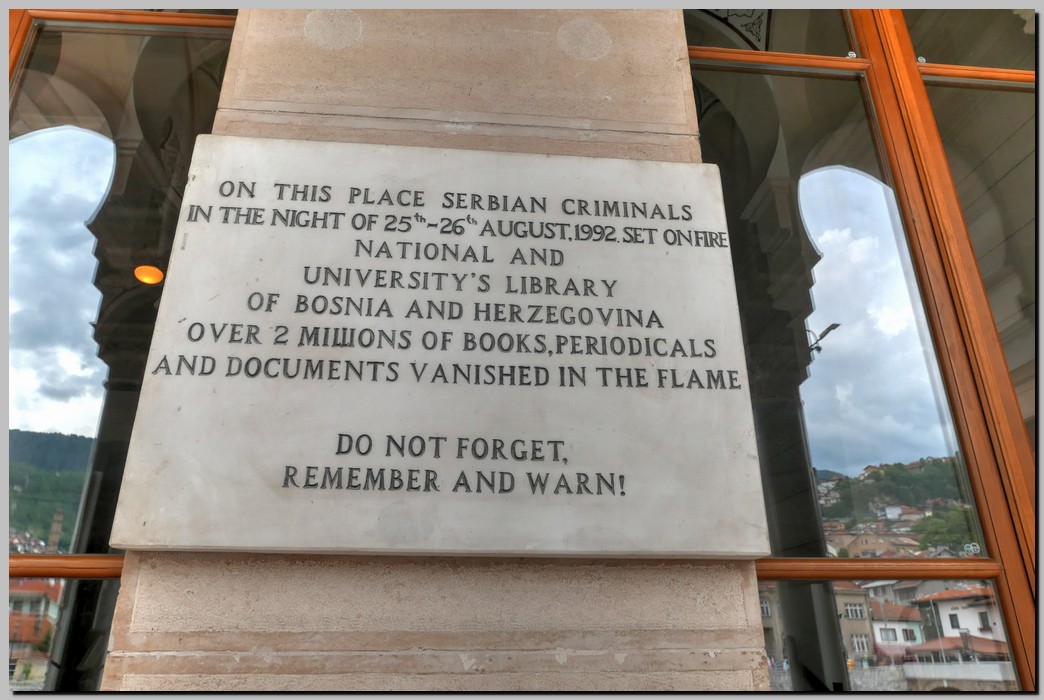 ON THIS PLACE SERBIAN CRIMINALS
IN THE NIGHT OF 25th-26th AUGUST,1992. SET ON FIRE
NATIONAL AND
UNIVERSITY'S LIBRARY
OF BOSNIA AND HERZEGOVINA
OVER 2 MILLIONS OF BOOKS,PERIODICALS
AND DOCUMENTS VANISHED IN THE FLAME
DO NOT FORGET,
REMEMBER AND WARN!